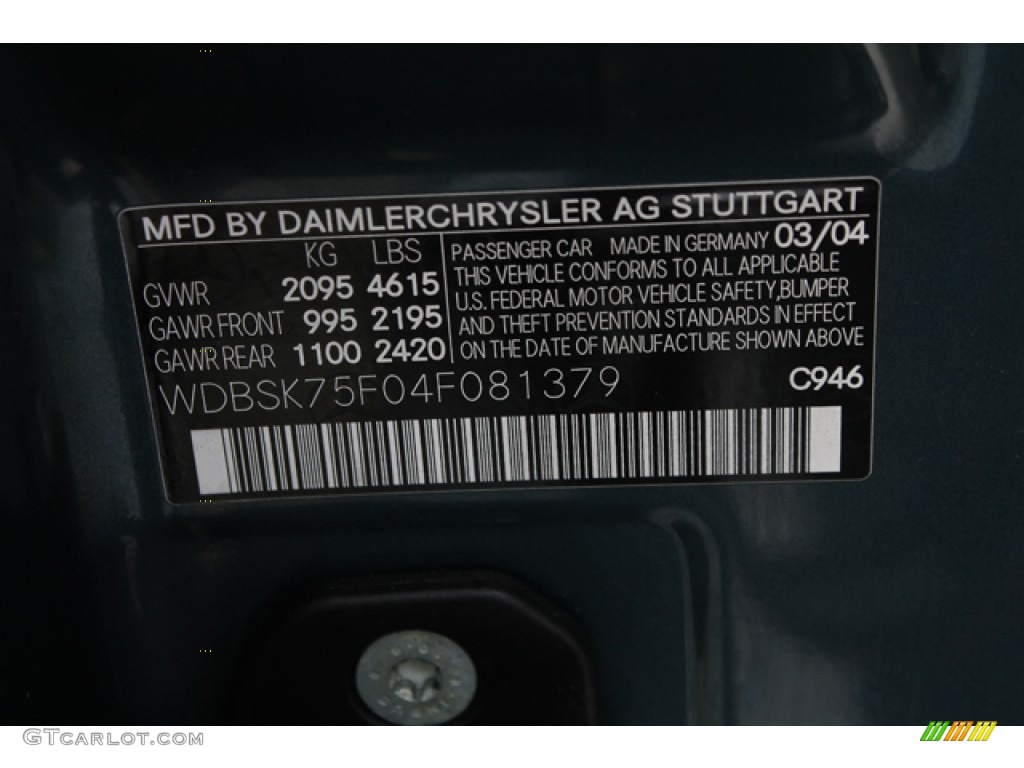 MFD BY DAIMLERCHRYSLER AG STUTTGART
KG LBS
GVWR 2095 4615
GAWR FRONT 995 2195
GAWR REAR 1100 2420
PASSENGER CAR MADE IN GERMANY 03/04
THIS VEHICLE CONFORMS TO ALL APPLICABLE
U.S. FEDERAL MOTOR VEHICLE SAFETY,BUMPER
AND THEFT PREVENTION STANDARDS IN EFFECT
ON THE DATE OF MANUFACTURE SHOWN ABOVE
WDBSK75F04F081379 C946
GTCARLOT.COM